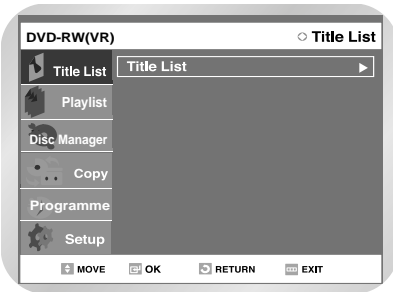 DVD-RW(VR) Title List
Title List Title List
Playlist
Disc Manager
Copy
Programme
Setup
MOVE OK RETURN EXIT